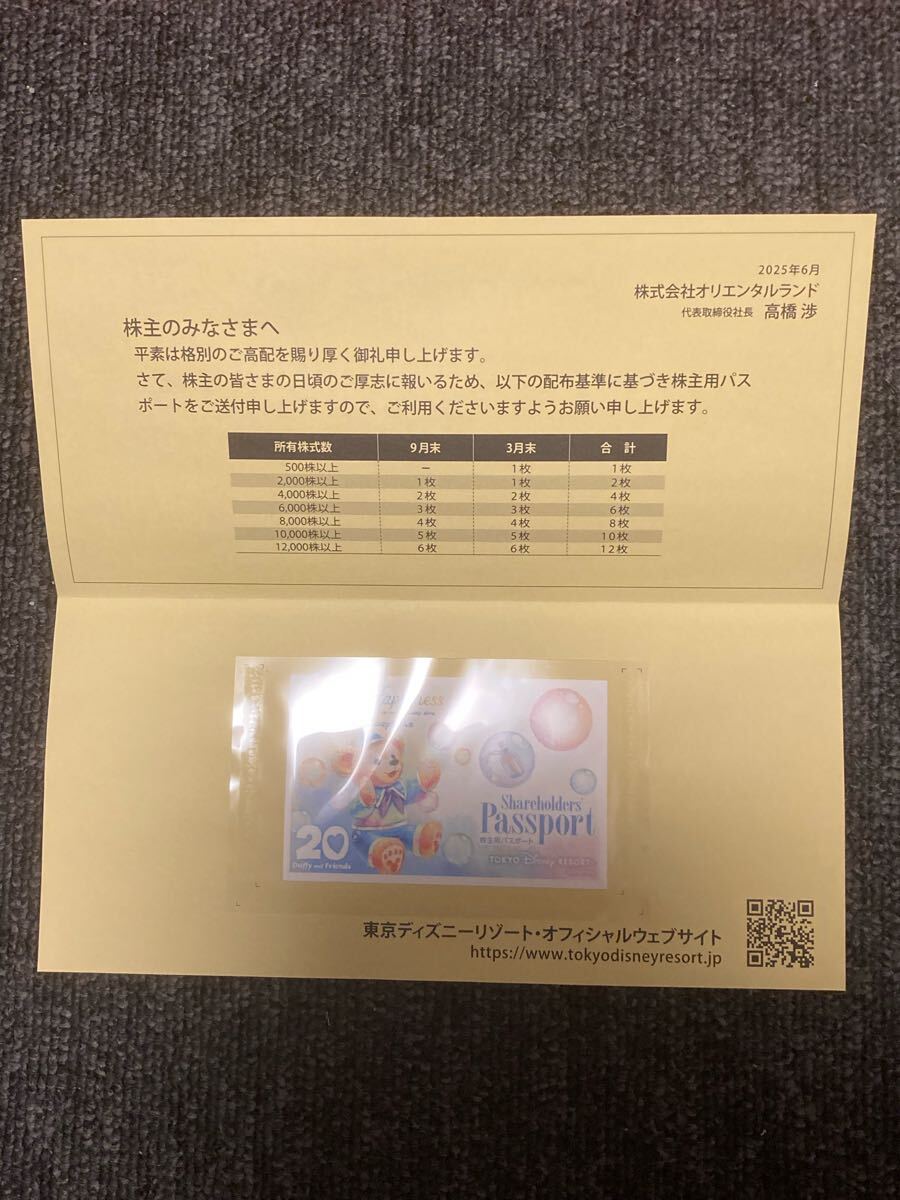 2025年6月
株式会社オリエンタルランド
代表取締役社長 高橋 渉
株主のみなさまへ
平素は格別のご高配を賜り厚く御礼申し上げます。
さて、株主の皆さまの日頃のご厚志に報いるため、以下の配布基準に基づき株主用パス
ポートをご送付申し上げますので、ご利用くださいますようお願い申し上げます。
所有株式数 9月末 3月末 合 計
500株以上 － 1枚 1枚
2,000株以上 1枚 1枚 2枚
4,000株以上 2枚 2枚 4枚
6,000株以上 3枚 3枚 6枚
8,000株以上 4枚 4枚 8枚
10,000株以上 5枚 5枚 10枚
12,000株以上 6枚 6枚 12枚
Shareholders'
Passport
株主用パスポート
TOKYO Disney RESORT
20
Duffy and Friends
東京ディズニーリゾート・オフィシャルウェブサイト
https://www.tokyodisneyresort.jp